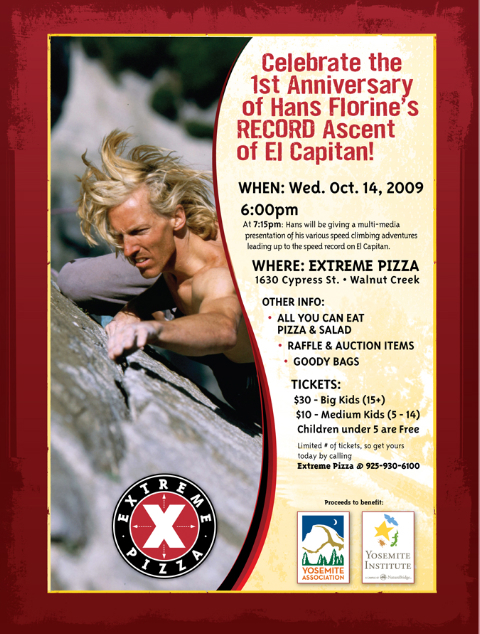 Celebrate the
1st Anniversary
of Hans Florine's
RECORD Ascent
of El Capitan!
WHEN: Wed. Oct. 14, 2009
6:00pm
At 7:15pm: Hans will be giving a multi-media
presentation of his various speed climbing adventures
leading up to the speed record on El Capitan.
WHERE: EXTREME PIZZA
1630 Cypress St. • Walnut Creek
OTHER INFO:
• ALL YOU CAN EAT
PIZZA & SALAD
• RAFFLE & AUCTION ITEMS
• GOODY BAGS
TICKETS:
$30 - Big Kids (15+)
$10 - Medium Kids (5 - 14)
Children under 5 are Free
Limited # of tickets, so get yours
today by calling
Extreme Pizza @ 925-930-6100
Proceeds to benefit:
EXTREME
X
PIZZA
YOSEMITE
ASSOCIATION
YOSEMITE
INSTITUTE